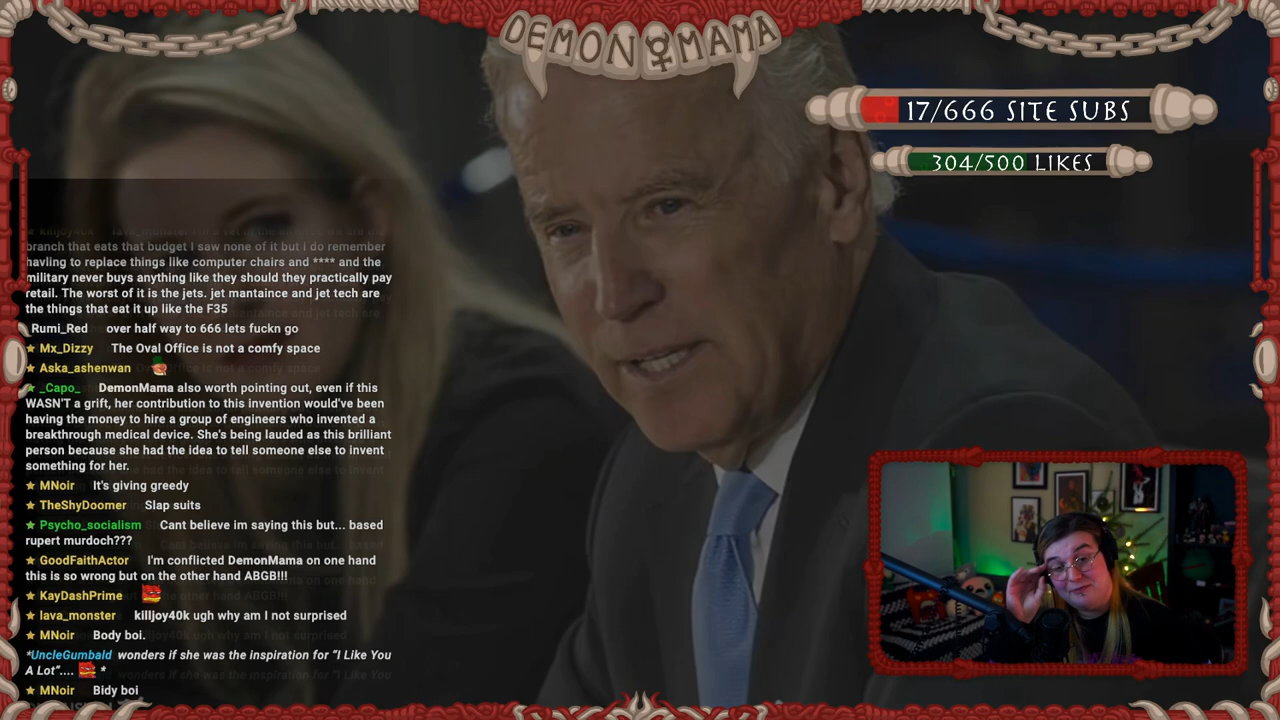 DEMON MAMA
17/666 SITE SUBS
304/500 LIKES
branch that eats that budget I saw none of it but i do remember
havling to replace things like computer chairs and **** and the
military never buys anything like they should they practically pay
retail. The worst of it is the jets. jet mantaince and jet tech are
the things that eat it up like the F35
Rumi_Red over half way to 666 lets fuckn go
Mx_Dizzy The Oval Office is not a comfy space
Aska_ashenwan
_Capo_ DemonMama also worth pointing out, even if this
WASN'T a grift, her contribution to this invention would've been
having the money to hire a group of engineers who invented a
breakthrough medical device. She's being lauded as this brilliant
person because she had the idea to tell someone else to invent
something for her.
MNoir It's giving greedy
TheShyDoomer Slap suits
Psycho_socialism Cant believe im saying this but... based
rupert murdoch???
GoodFaithActor I'm conflicted DemonMama on one hand
this is so wrong but on the other hand ABGB!!!
KayDashPrime
lava_monster killjoy40k ugh why am I not surprised
MNoir Body boi.
*UncleGumbald wonders if she was the inspiration for "I Like You
A Lot".... *
MNoir Bidy boi